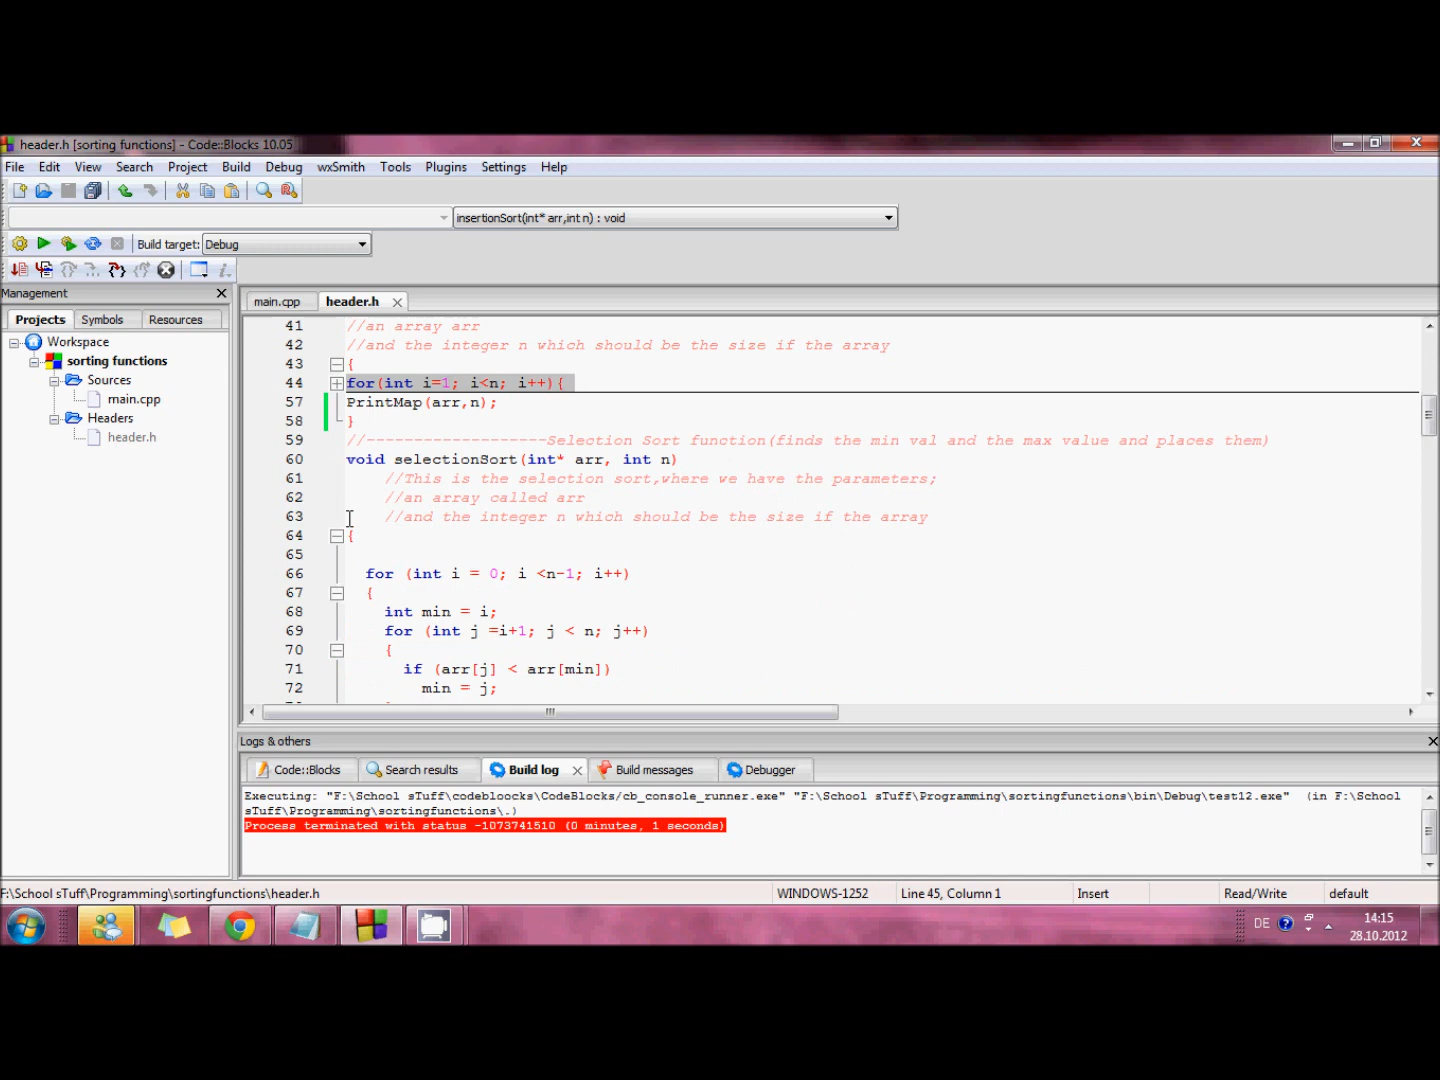 header.h [sorting functions] - Code::Blocks 10.05
File Edit View Search Project Build Debug wxSmith Tools Plugins Settings Help
insertionSort(int* arr,int n) : void
Build target: Debug
Management
Projects Symbols Resources
Workspace
sorting functions
Sources
main.cpp
Headers
header.h
main.cpp header.h
41 //an array arr
42 //and the integer n which should be the size if the array
43 {
44 for(int i=1; i<n; i++){
57 PrintMap(arr,n);
58 }
59 //-------------------Selection Sort function(finds the min val and the max value and places them)
60 void selectionSort(int* arr, int n)
61 //This is the selection sort,where we have the parameters;
62 //an array called arr
63 //and the integer n which should be the size if the array
64 {
65
66 for (int i = 0; i <n-1; i++)
67 {
68 int min = i;
69 for (int j =i+1; j < n; j++)
70 {
71 if (arr[j] < arr[min])
72 min = j;
Logs & others
Code::Blocks Search results Build log Build messages Debugger
Executing: "F:\School sTuff\codebloocks\CodeBlocks/cb_console_runner.exe" "F:\School sTuff\Programming\sortingfunctions\bin\Debug\test12.exe" (in F:\School
sTuff\Programming\sortingfunctions\.)
Process terminated with status -1073741510 (0 minutes, 1 seconds)
F:\School sTuff\Programming\sortingfunctions\header.h WINDOWS-1252 Line 45, Column 1 Insert Read/Write default
DE 14:15
28.10.2012